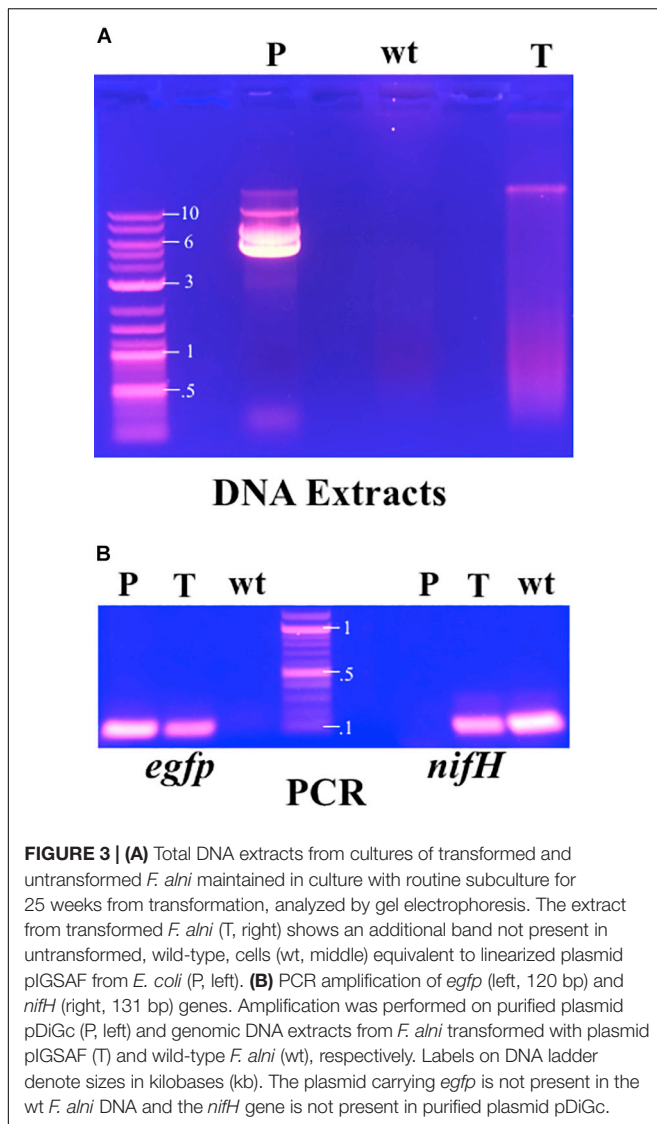 A
P wt T
10
6
3
1
.5
DNA Extracts
B
P T wt P T wt
1
.5
.1
egfp nifH
PCR
FIGURE 3 | (A) Total DNA extracts from cultures of transformed and
untransformed F. alni maintained in culture with routine subculture for
25 weeks from transformation, analyzed by gel electrophoresis. The extract
from transformed F. alni (T, right) shows an additional band not present in
untransformed, wild-type, cells (wt, middle) equivalent to linearized plasmid
pIGSAF from E. coli (P, left). (B) PCR amplification of egfp (left, 120 bp) and
nifH (right, 131 bp) genes. Amplification was performed on purified plasmid
pDiGc (P, left) and genomic DNA extracts from F. alni transformed with plasmid
pIGSAF (T) and wild-type F. alni (wt), respectively. Labels on DNA ladder
denote sizes in kilobases (kb). The plasmid carrying egfp is not present in the
wt F. alni DNA and the nifH gene is not present in purified plasmid pDiGc.